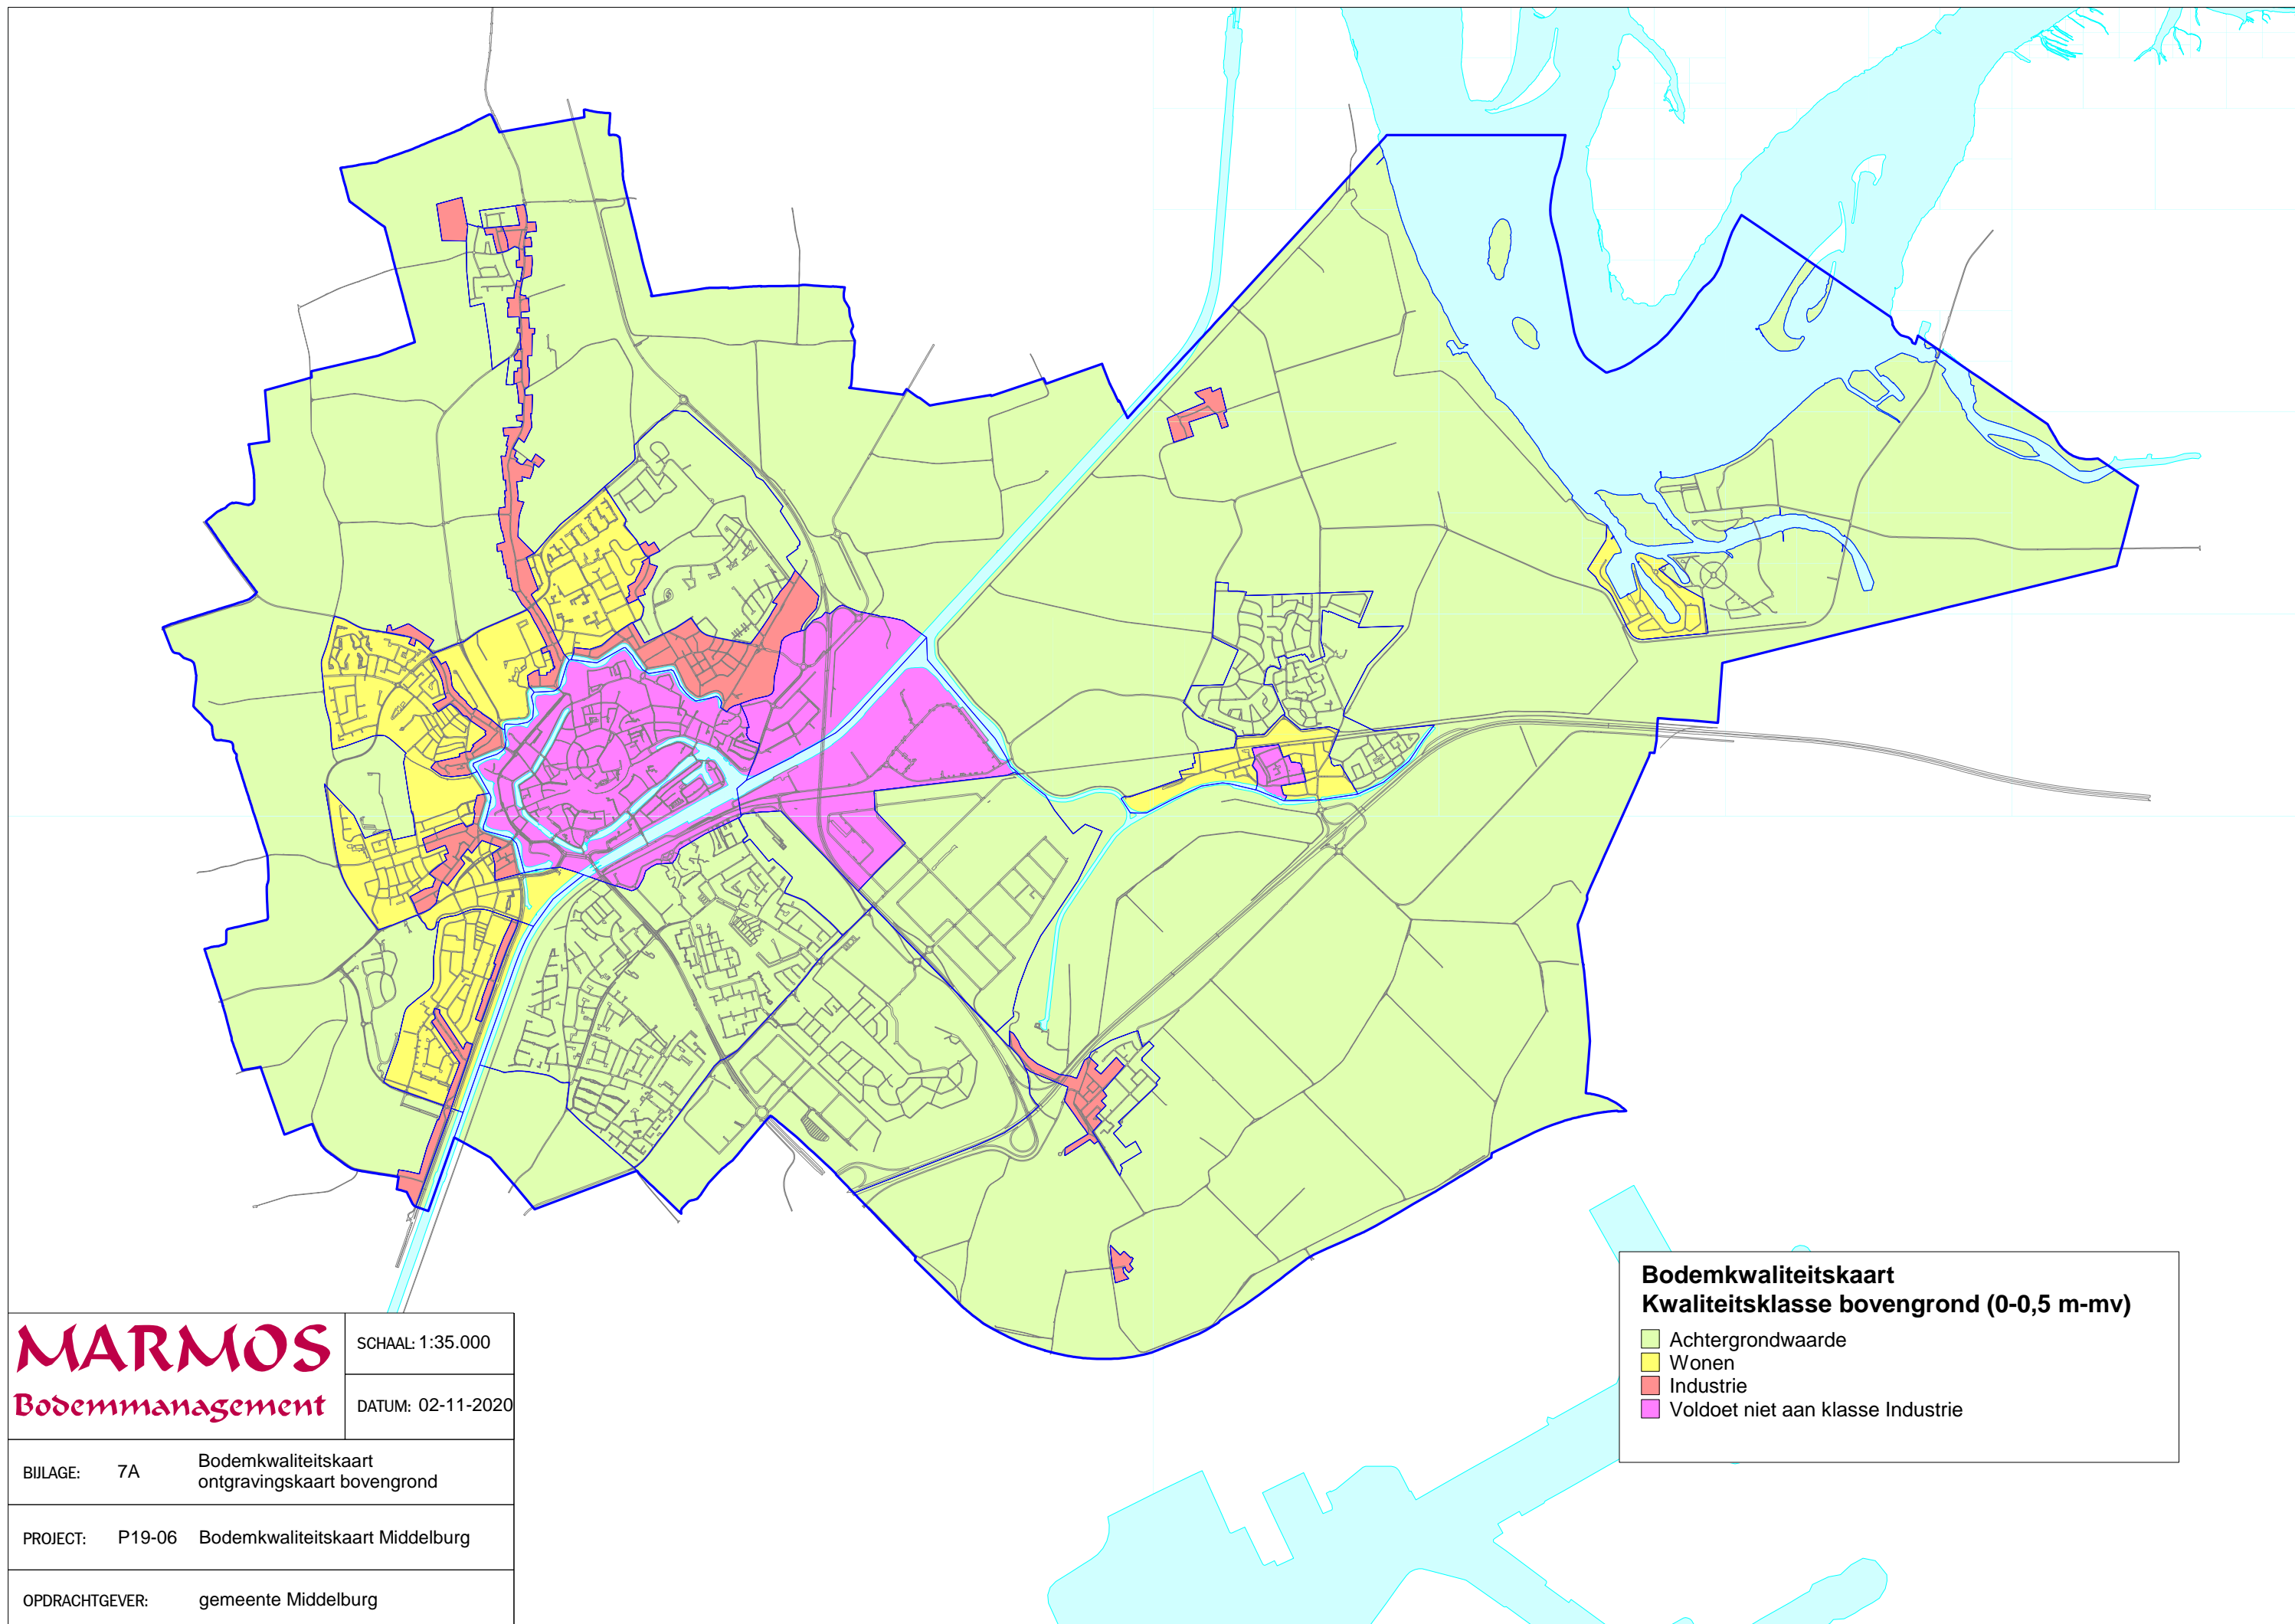 Bodemkwaliteitskaart
Kwaliteitsklasse bovengrond (0-0,5 m-mv)
Achtergrondwaarde
Wonen
Industrie
Voldoet niet aan klasse Industrie
MARMOS
Bodemmanagement
SCHAAL: 1:35.000
DATUM: 02-11-2020
BIJLAGE: 7A Bodemkwaliteitskaart
ontgravingskaart bovengrond
PROJECT: P19-06 Bodemkwaliteitskaart Middelburg
OPDRACHTGEVER: gemeente Middelburg